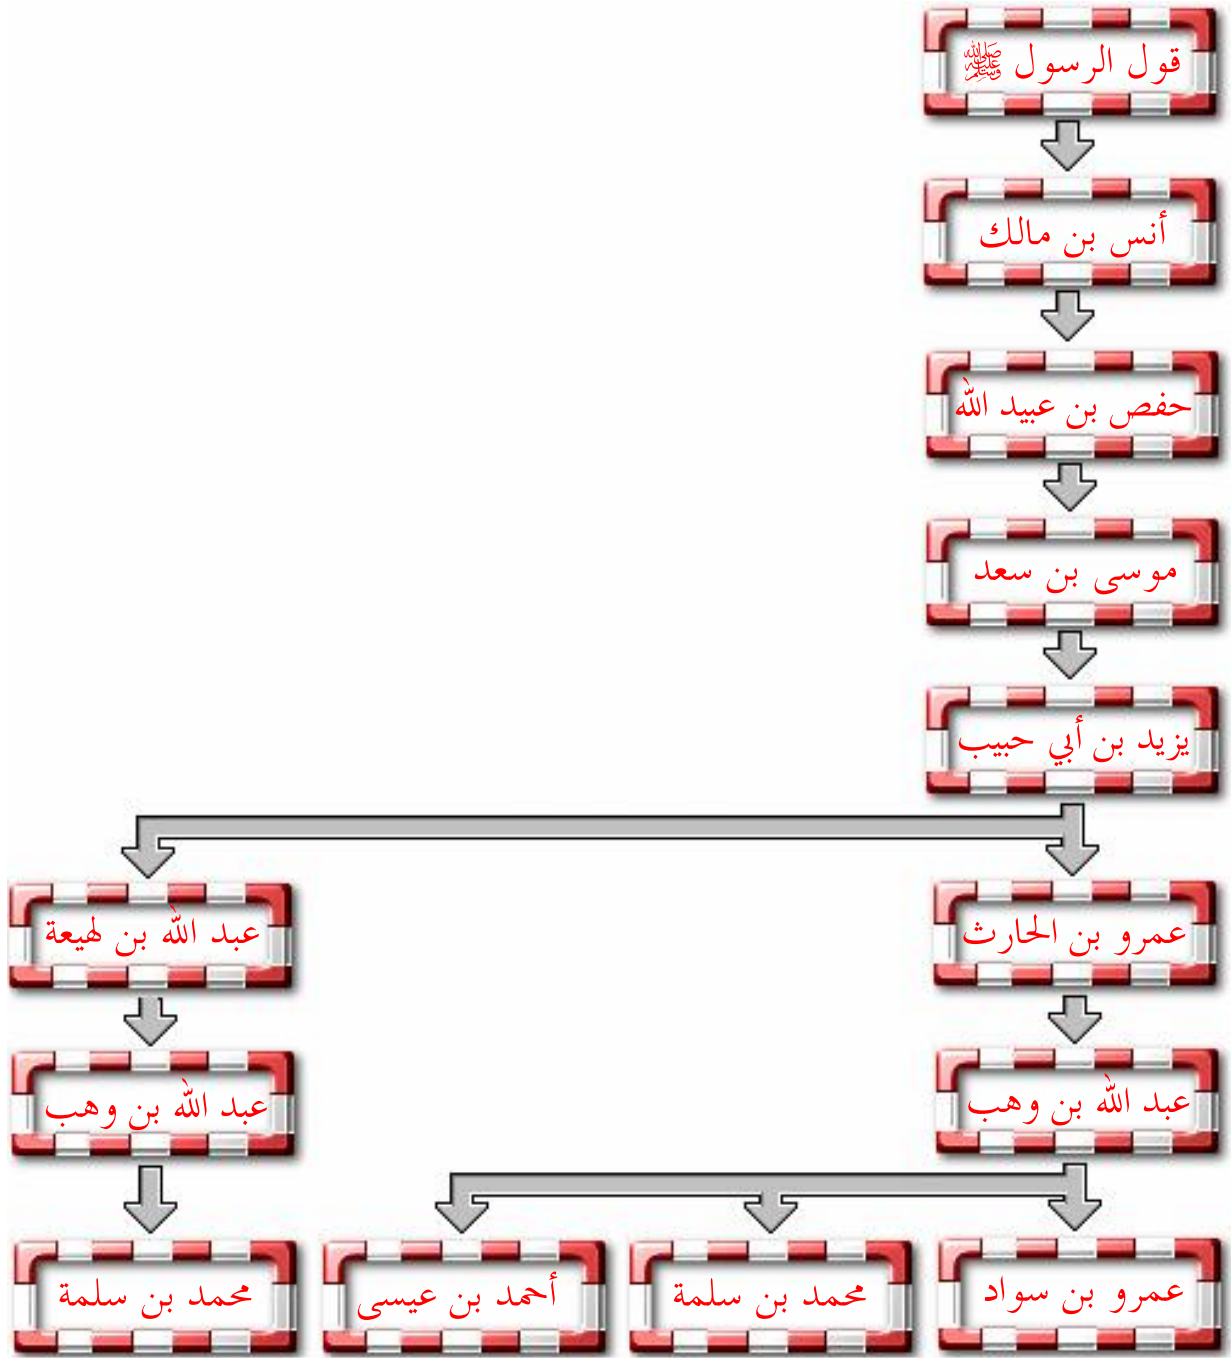 قول الرسول ﷺ
أنس بن مالك
حفص بن عبيد الله
موسى بن سعد
يزيد بن أبي حبيب
عمرو بن الحارث
عبد الله بن لهيعة
عبد الله بن وهب
عبد الله بن وهب
عمرو بن سواد
محمد بن سلمة
أحمد بن عيسى
محمد بن سلمة